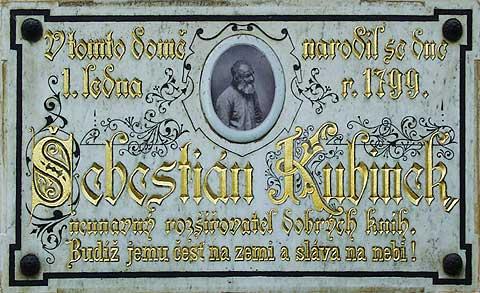 V tomto domě narodil se dne
1. ledna r. 1799.
Šebestián Kubinek,
neunavný rozšiřovatel dobrých knih.
Budiž jemu čest na zemi a sláva na nebi!